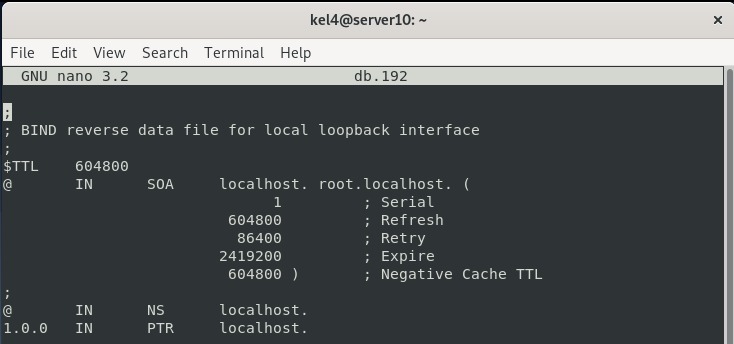 kel4@server10: ~
File Edit View Search Terminal Help
GNU nano 3.2 db.192
;
; BIND reverse data file for local loopback interface
;
$TTL 604800
@ IN SOA localhost. root.localhost. (
1 ; Serial
604800 ; Refresh
86400 ; Retry
2419200 ; Expire
604800 ) ; Negative Cache TTL
;
@ IN NS localhost.
1.0.0 IN PTR localhost.